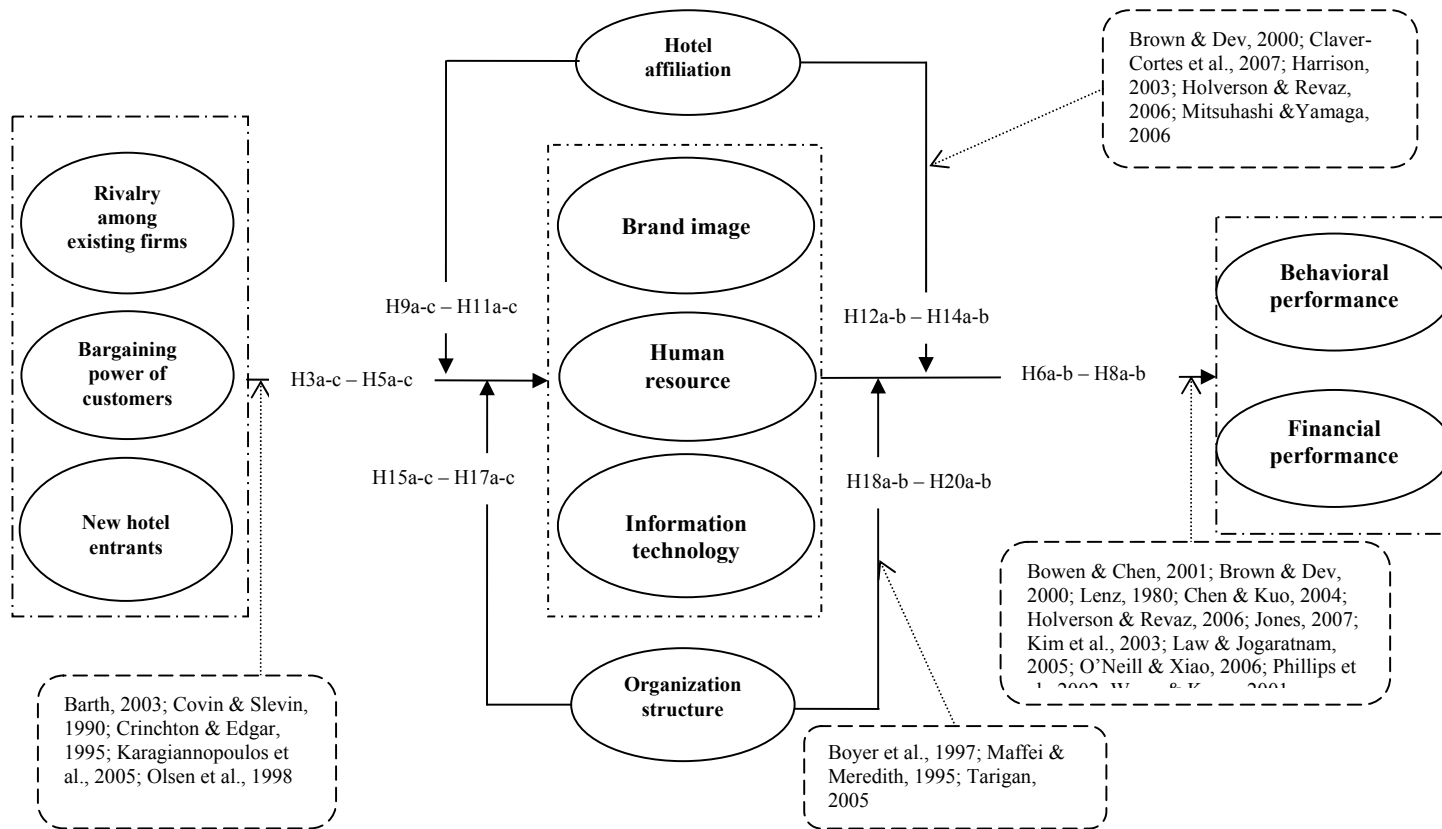 Hotel
affiliation
Brown & Dev, 2000; Claver-
Cortes et al., 2007; Harrison,
2003; Holverson & Revaz,
2006; Mitsuhashi &Yamaga,
2006
Rivalry
among
existing firms
Bargaining
power of
customers
New hotel
entrants
H9a-c – H11a-c
H3a-c – H5a-c
H15a-c – H17a-c
Brand image
Human
resource
Information
technology
H12a-b – H14a-b
H6a-b – H8a-b
H18a-b – H20a-b
Behavioral
performance
Financial
performance
Organization
structure
Barth, 2003; Covin & Slevin,
1990; Crinchton & Edgar,
1995; Karagiannopoulos et
al., 2005; Olsen et al., 1998
Boyer et al., 1997; Maffei &
Meredith, 1995; Tarigan,
2005
Bowen & Chen, 2001; Brown & Dev,
2000; Lenz, 1980; Chen & Kuo, 2004;
Holverson & Revaz, 2006; Jones, 2007;
Kim et al., 2003; Law & Jogaratnam,
2005; O’Neill & Xiao, 2006; Phillips et